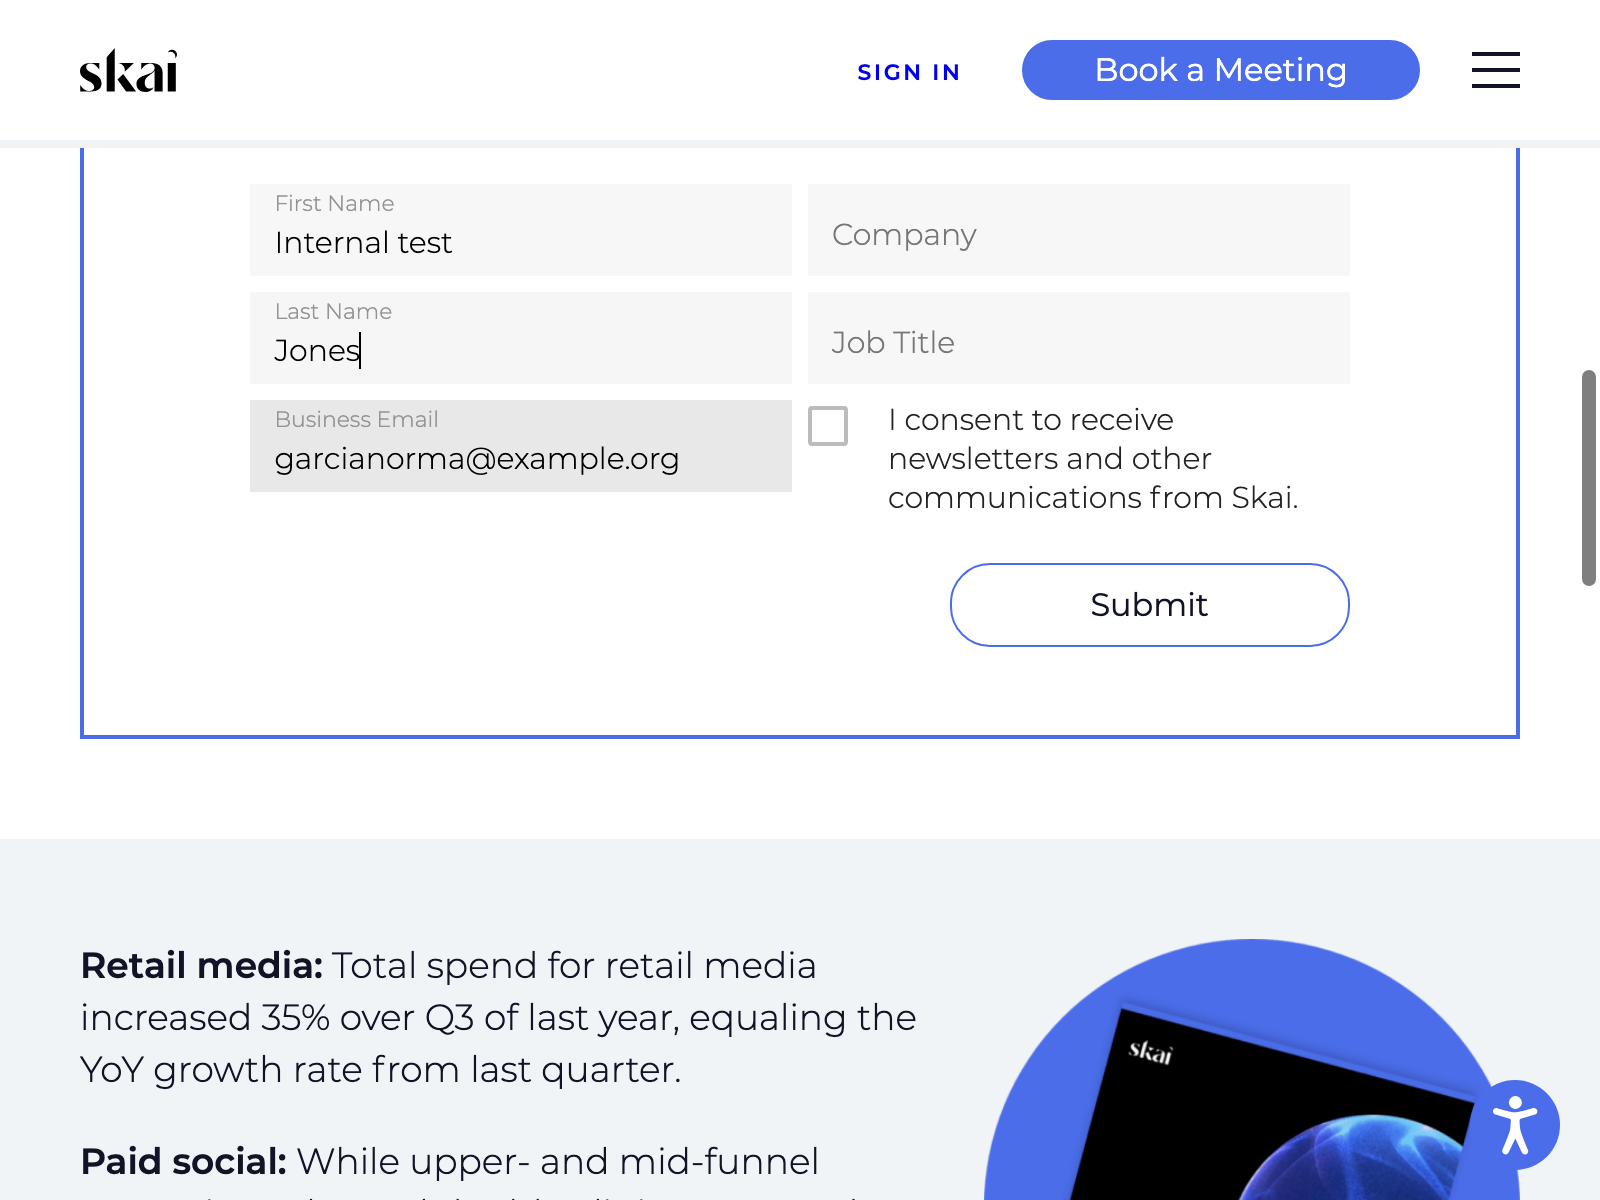 skai
SIGN IN
Book a Meeting
First Name
Internal test
Company
Last Name
Jones
Job Title
Business Email
garcianorma@example.org
I consent to receive
newsletters and other
communications from Skai.
Submit
Retail media: Total spend for retail media
increased 35% over Q3 of last year, equaling the
YoY growth rate from last quarter.
Paid social: While upper- and mid-funnel
skai